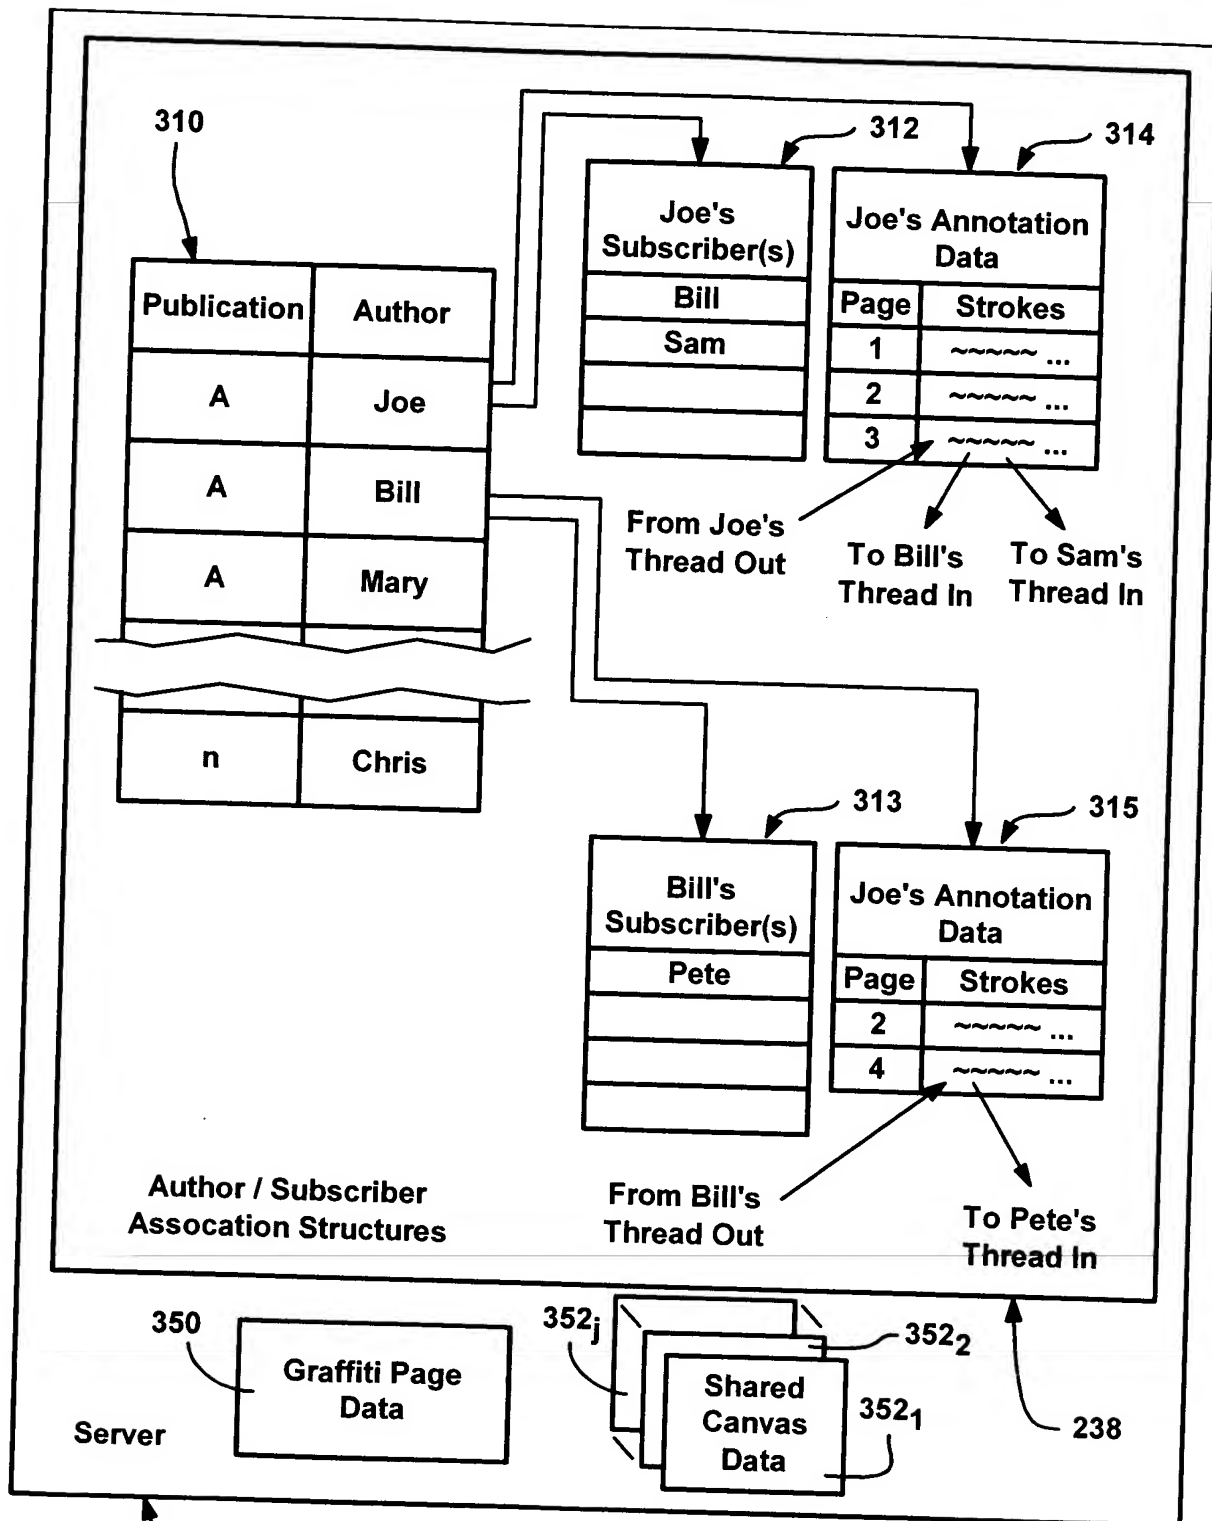 310
312
314
Publication Author
A Joe
A Bill
A Mary
n Chris
Joe's
Subscriber(s)
Bill
Sam
Joe's Annotation
Data
Page Strokes
1 ~~~~~ ...
2 ~~~~~ ...
3 ~~~~~ ...
From Joe's
Thread Out
To Bill's
Thread In
To Sam's
Thread In
313
315
Bill's
Subscriber(s)
Pete
Joe's Annotation
Data
Page Strokes
2 ~~~~~ ...
4 ~~~~~ ...
From Bill's
Thread Out
To Pete's
Thread In
Author / Subscriber
Assocation Structures
350
Graffiti Page
Data
352j
352₂
Shared
Canvas
Data
352₁
238
Server